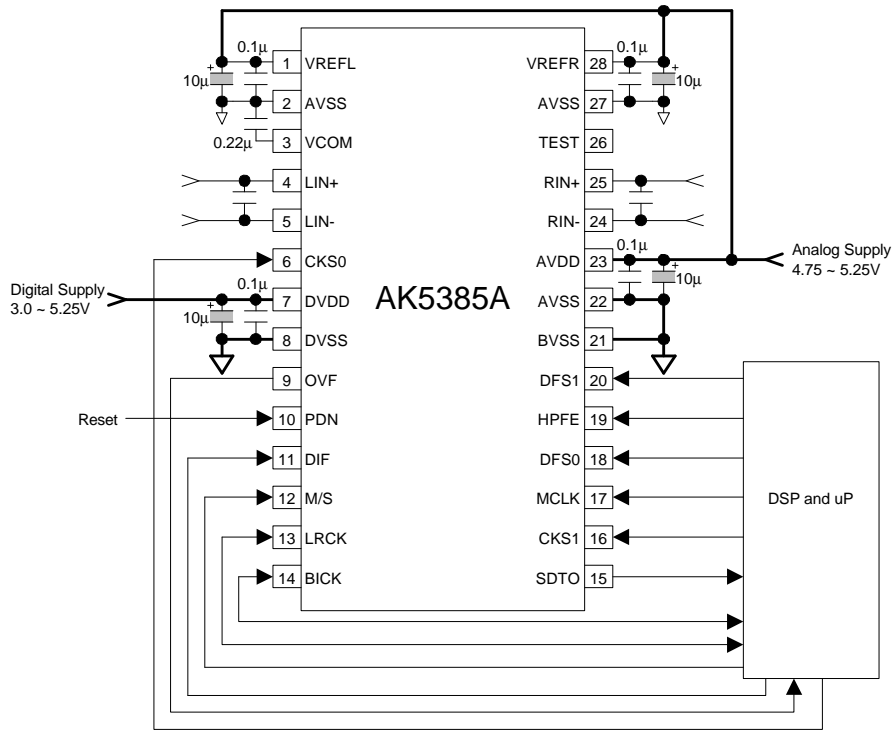 0.1µ
0.1µ
+
1 VREFL
VREFR 28
+
10µ
10µ
2 AVSS
AVSS 27
0.22µ
3 VCOM
TEST 26
4 LIN+
RIN+ 25
5 LIN-
RIN- 24
0.1µ
6 CKS0
AVDD 23
Analog Supply
4.75 ~ 5.25V
+
10µ
Digital Supply
3.0 ~ 5.25V
0.1µ
+
10µ
7 DVDD
AK5385A
AVSS 22
8 DVSS
BVSS 21
9 OVF
DFS1 20
Reset
10 PDN
HPFE 19
11 DIF
DFS0 18
12 M/S
MCLK 17
DSP and uP
13 LRCK
CKS1 16
14 BICK
SDTO 15